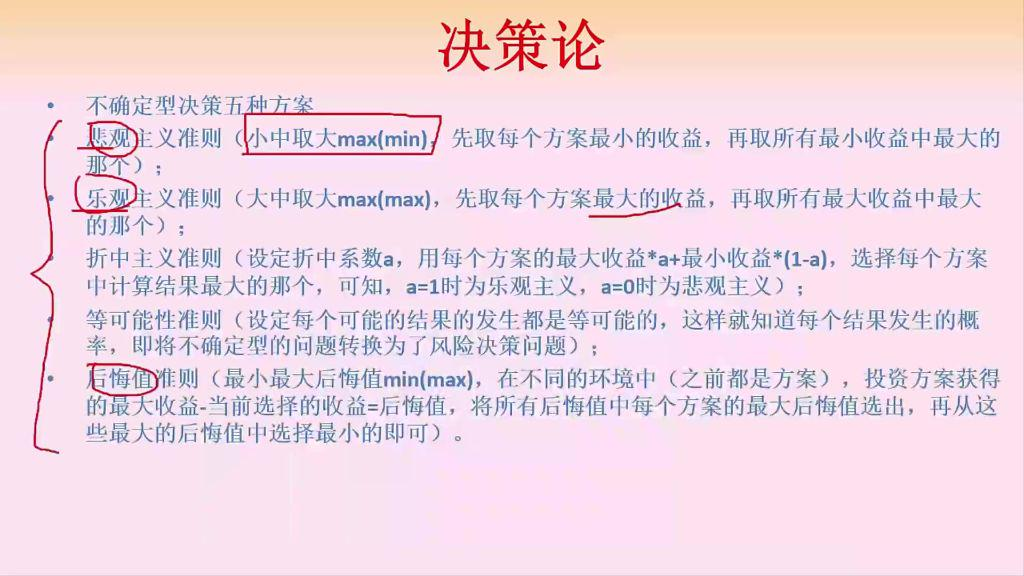 决策论
• 不确定型决策五种方案
• 悲观主义准则（小中取大max(min)，先取每个方案最小的收益，再取所有最小收益中最大的
那个）；
• 乐观主义准则（大中取大max(max)，先取每个方案最大的收益，再取所有最大收益中最大
的那个）；
• 折中主义准则（设定折中系数a，用每个方案的最大收益*a+最小收益*(1-a)，选择每个方案
中计算结果最大的那个，可知，a=1时为乐观主义，a=0时为悲观主义）；
• 等可能性准则（设定每个可能的结果的发生都是等可能的，这样就知道每个结果发生的概
率，即将不确定型的问题转换为了风险决策问题）；
• 后悔值准则（最小最大后悔值min(max)，在不同的环境中（之前都是方案），投资方案获得
的最大收益-当前选择的收益=后悔值，将所有后悔值中每个方案的最大后悔值选出，再从这
些最大的后悔值中选择最小的即可）。